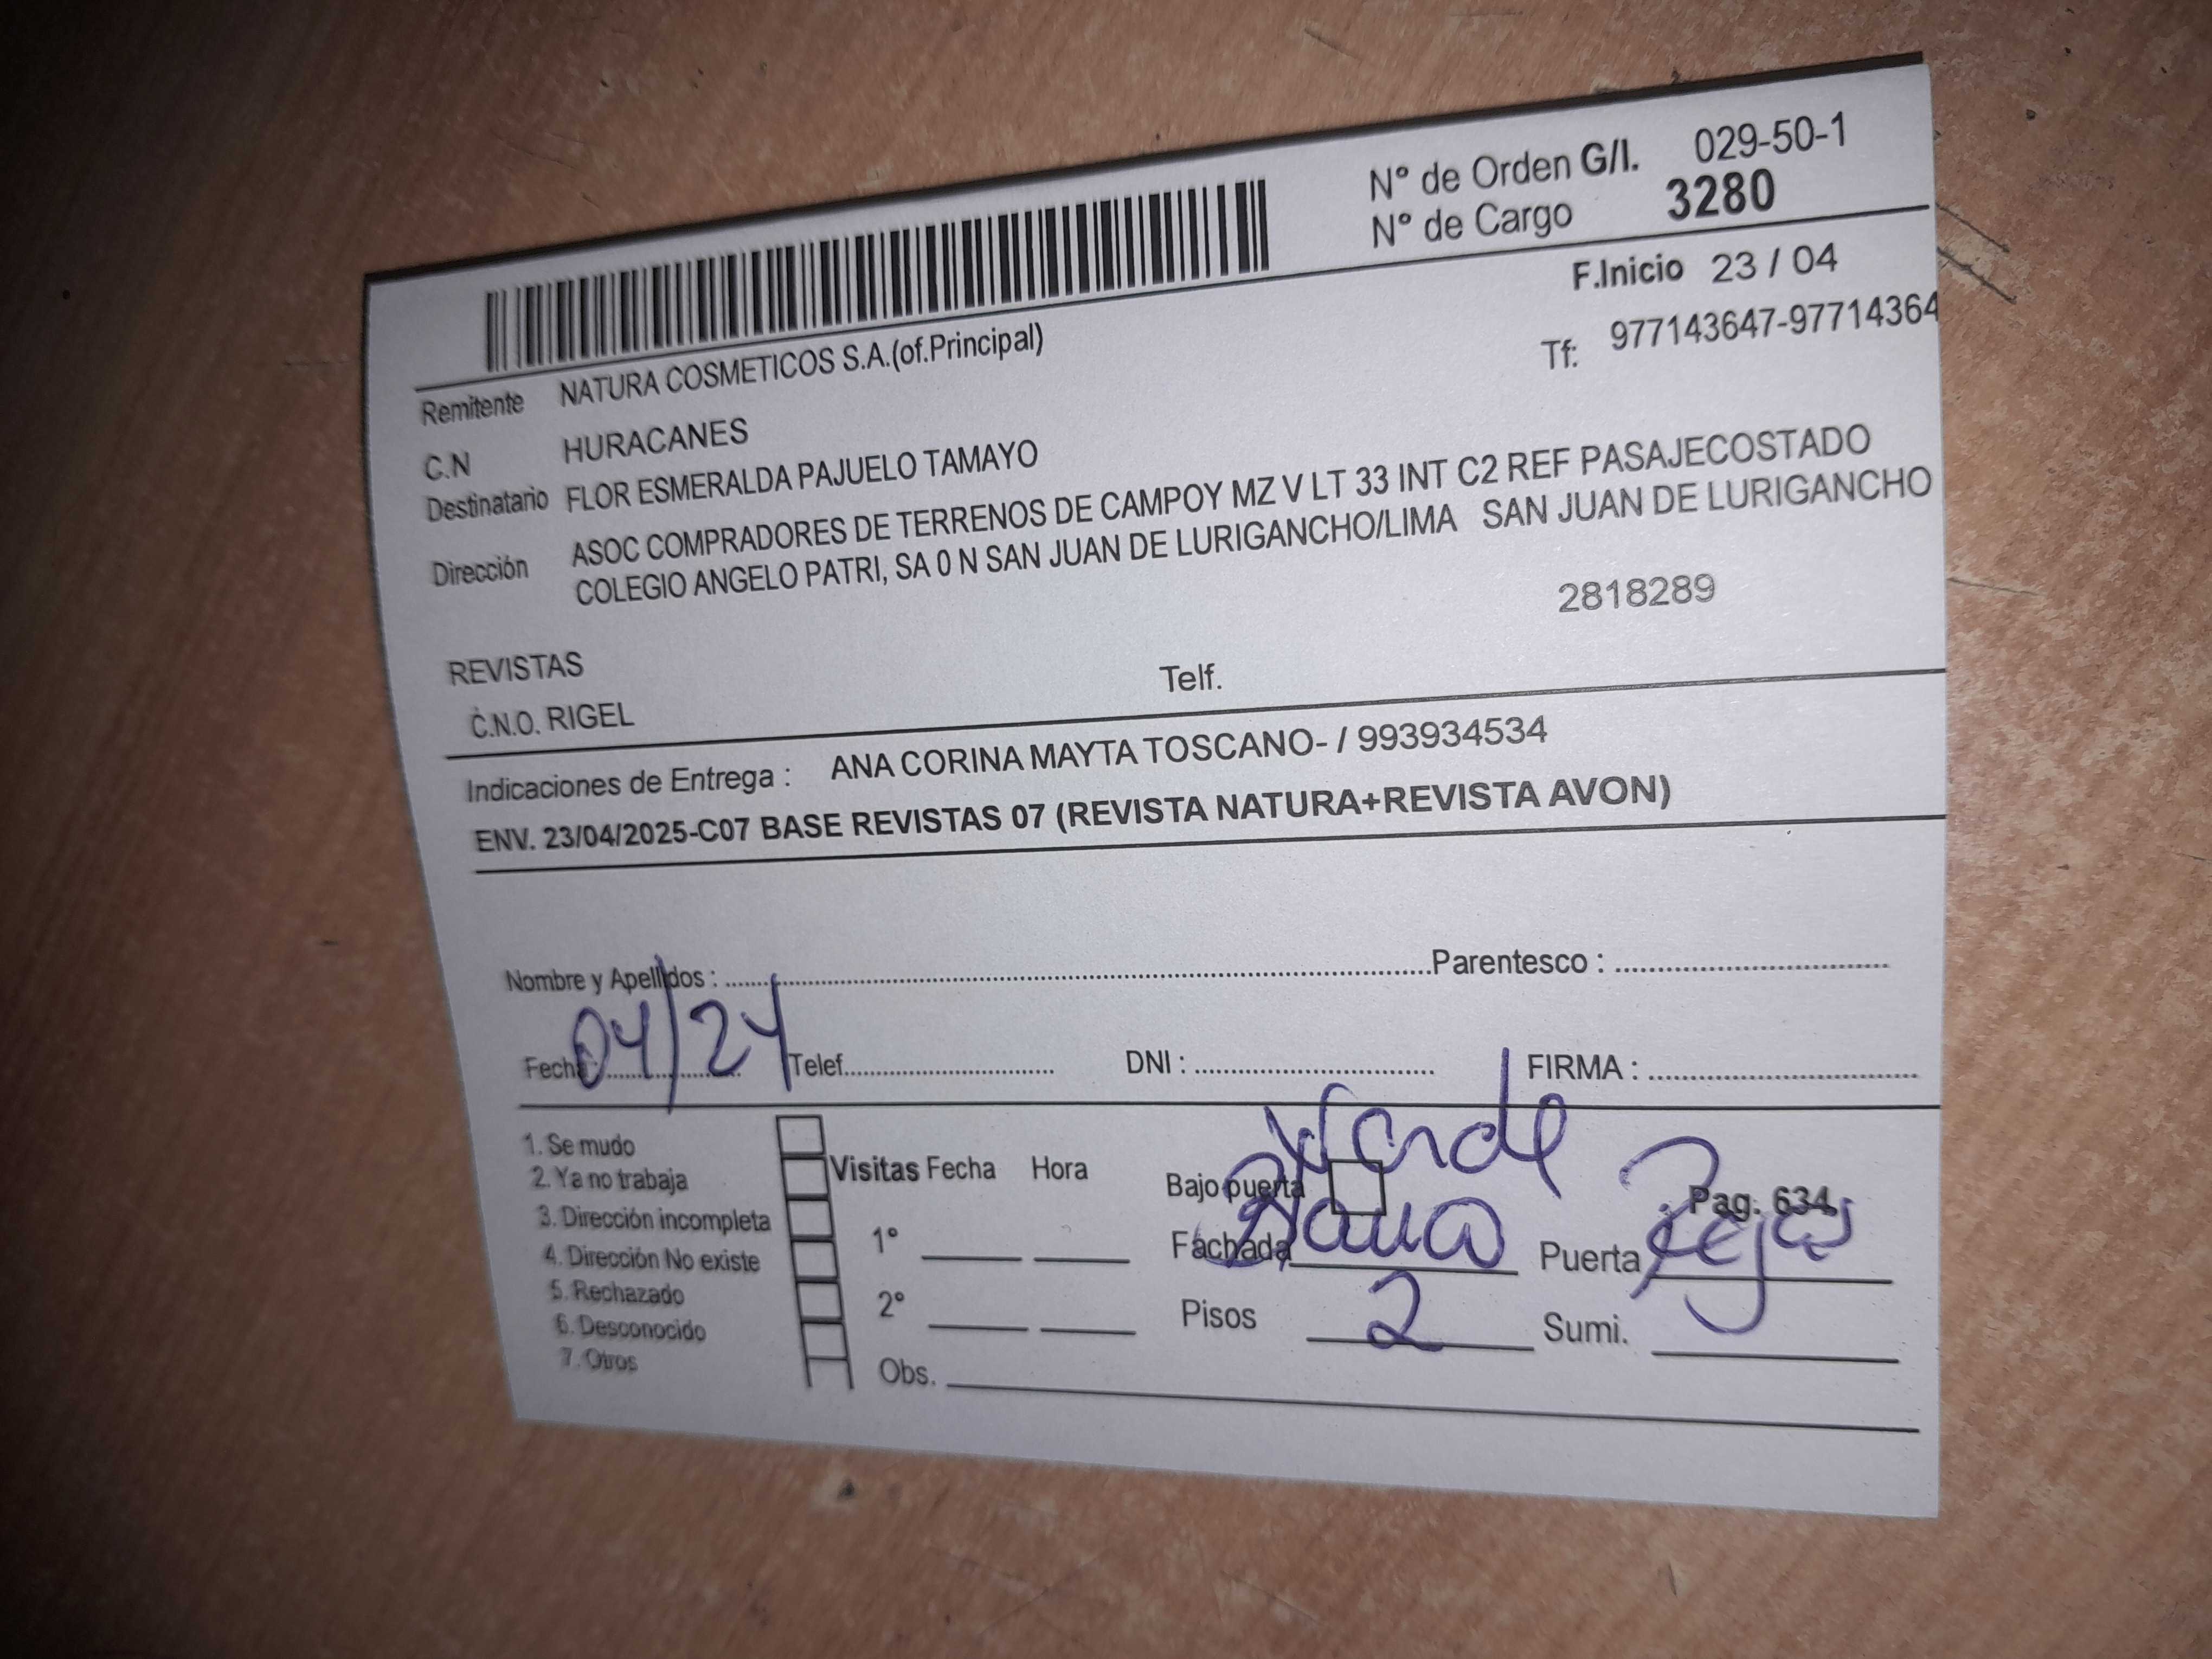 N° de Orden G/I. 029-50-1
N° de Cargo 3280
F.Inicio 23 / 04
Remitente NATURA COSMETICOS S.A.(of.Principal)
Tf: 977143647-97714364
C.N HURACANES
Destinatario FLOR ESMERALDA PAJUELO TAMAYO
Dirección ASOC COMPRADORES DE TERRENOS DE CAMPOY MZ V LT 33 INT C2 REF PASAJECOSTADO
COLEGIO ANGELO PATRI, SA 0 N SAN JUAN DE LURIGANCHO/LIMA SAN JUAN DE LURIGANCHO
2818289
REVISTAS
C.N.O. RIGEL Telf.
Indicaciones de Entrega : ANA CORINA MAYTA TOSCANO- / 993934534
ENV. 23/04/2025-C07 BASE REVISTAS 07 (REVISTA NATURA+REVISTA AVON)
Nombre y Apellidos : Parentesco :
Fecha 04/24 Telef. DNI : FIRMA :
1. Se mudo
2. Ya no trabaja
3. Dirección incompleta
4. Dirección No existe
5. Rechazado
6. Desconocido
7. Otros
Visitas Fecha Hora
1°
2°
Obs.
Bajo puerta
Pag. 634
Fachada Puerta Rejas
Pisos 2 Sumi.